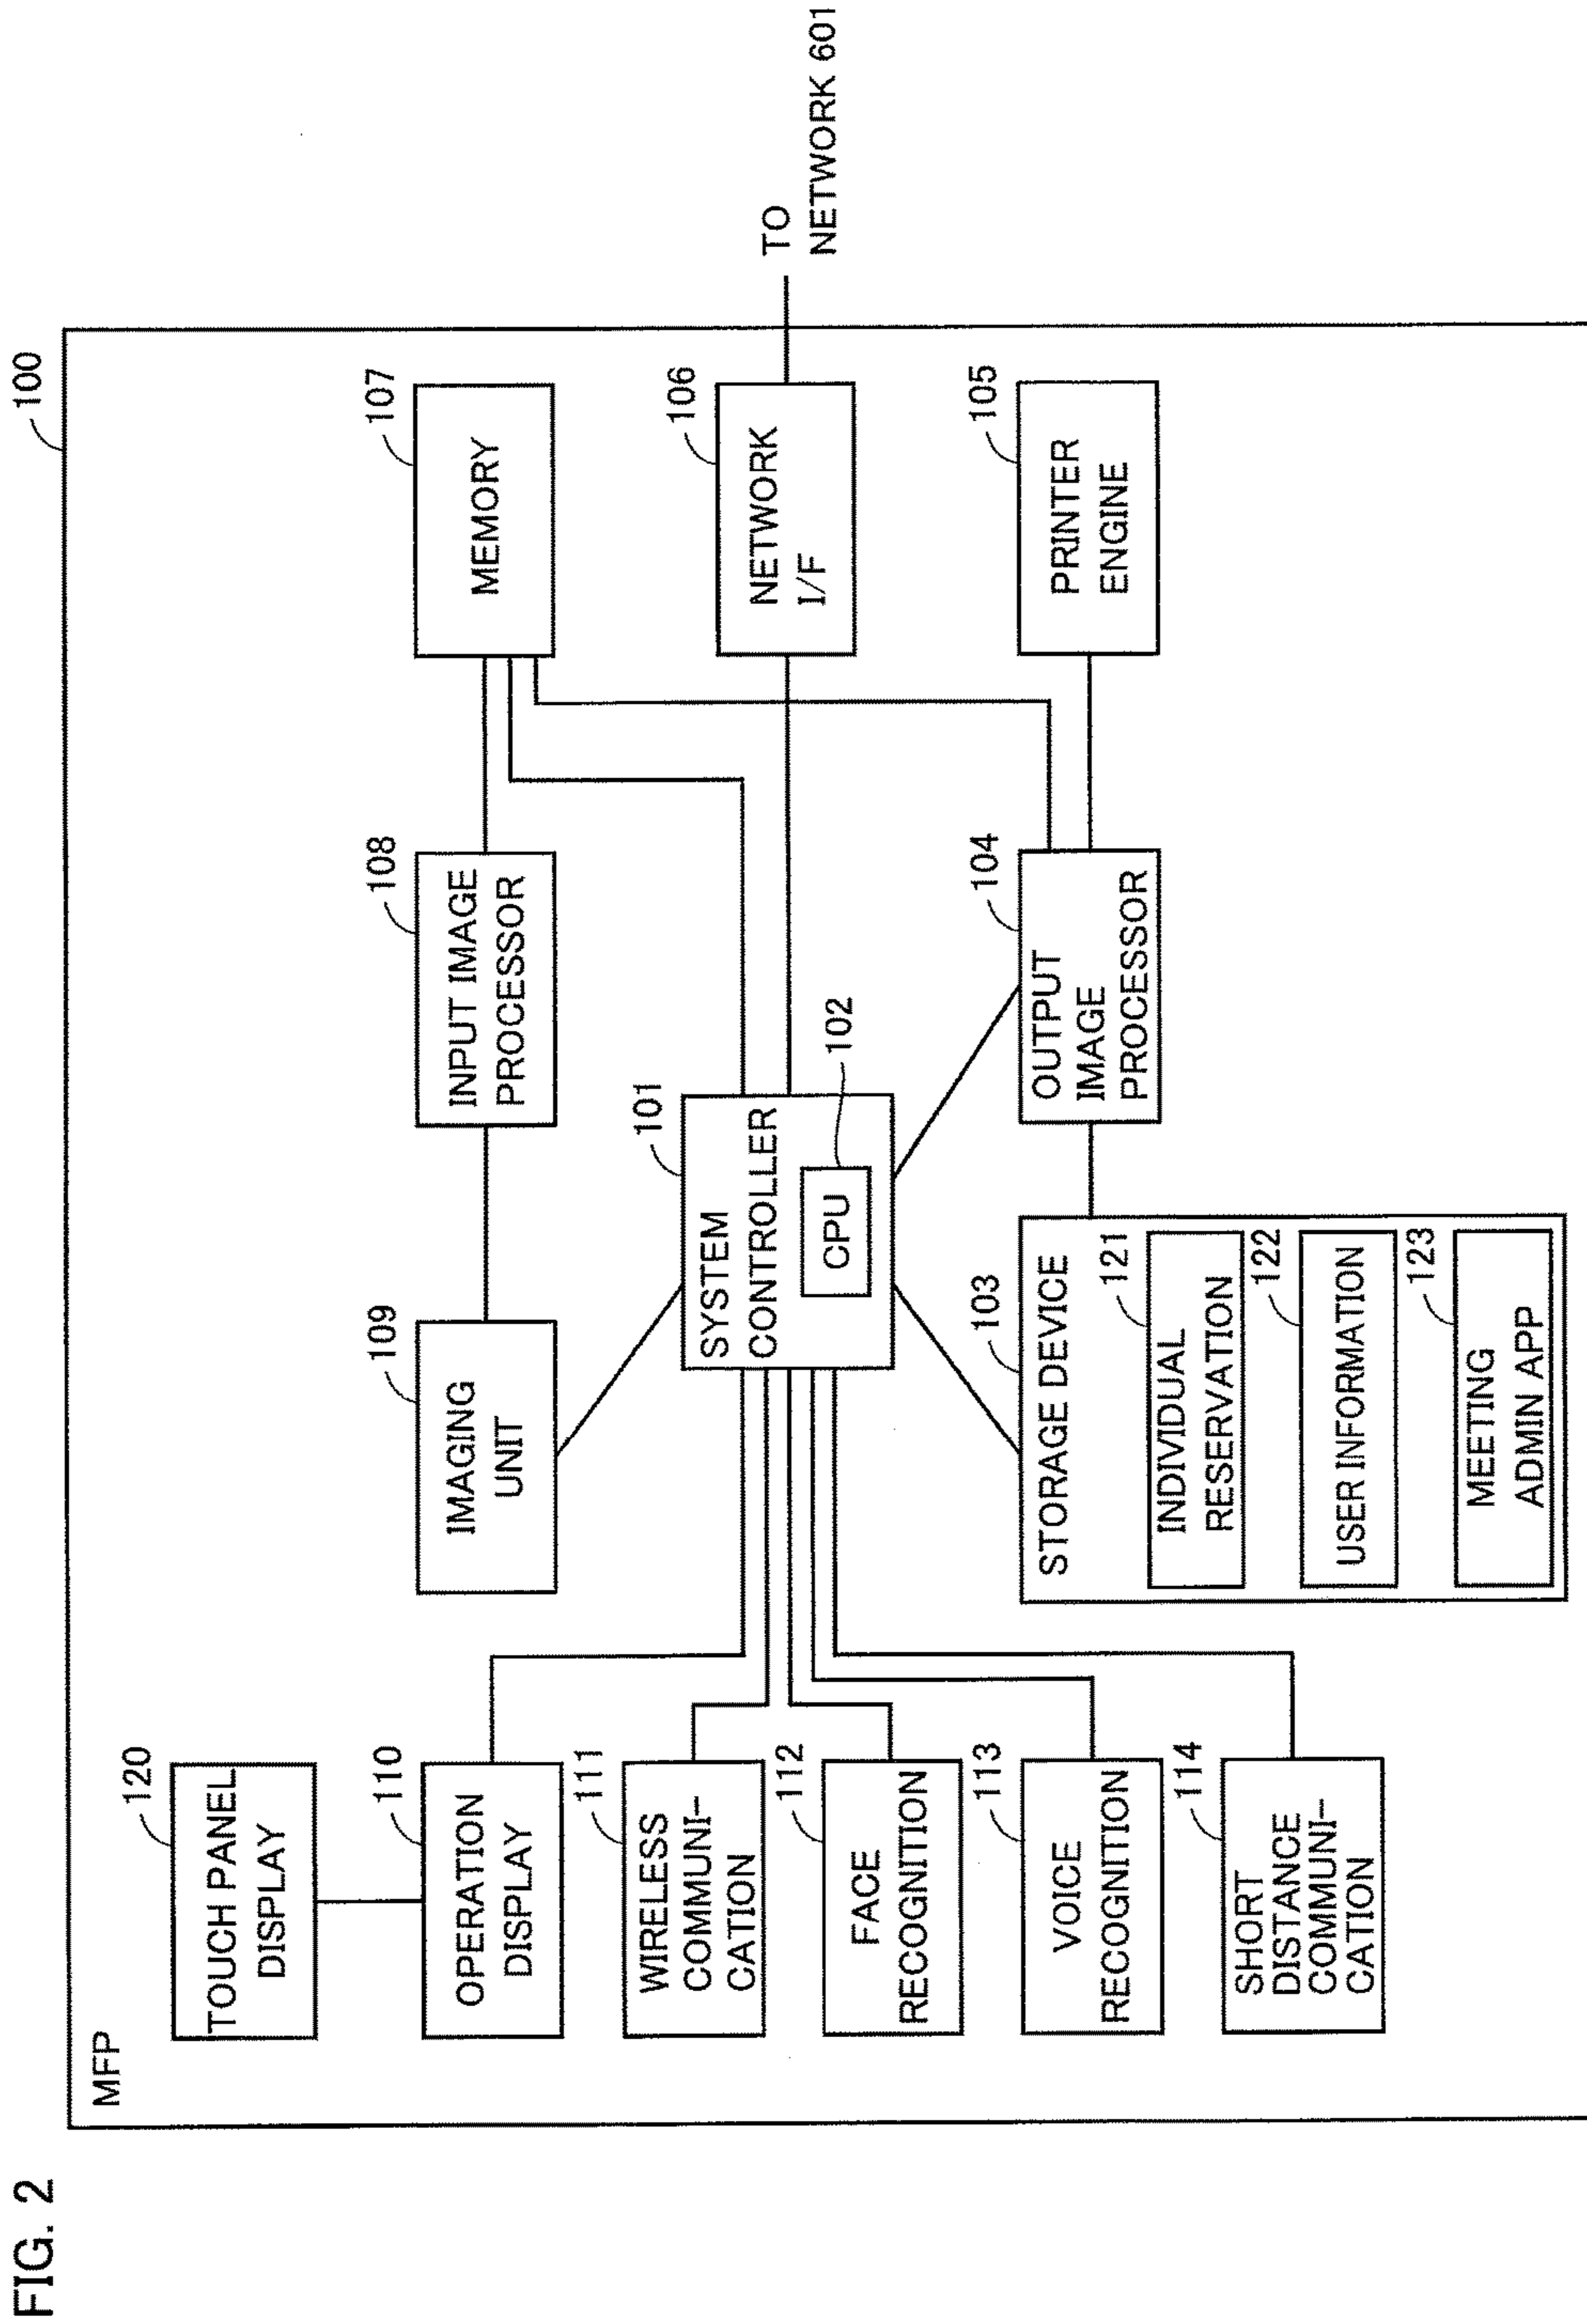 FIG. 2
MFP
100
120
TOUCH PANEL
DISPLAY
110
OPERATION
DISPLAY
111
WIRELESS
COMMUNI-
CATION
112
FACE
RECOGNITION
113
VOICE
RECOGNITION
114
SHORT
DISTANCE
COMMUNI-
CATION
109
IMAGING
UNIT
108
INPUT IMAGE
PROCESSOR
107
MEMORY
101
SYSTEM
CONTROLLER
102
CPU
106
NETWORK
I/F
TO
NETWORK 601
103
STORAGE DEVICE
121
INDIVIDUAL
RESERVATION
122
USER INFORMATION
123
MEETING
ADMIN APP
104
OUTPUT
IMAGE
PROCESSOR
105
PRINTER
ENGINE